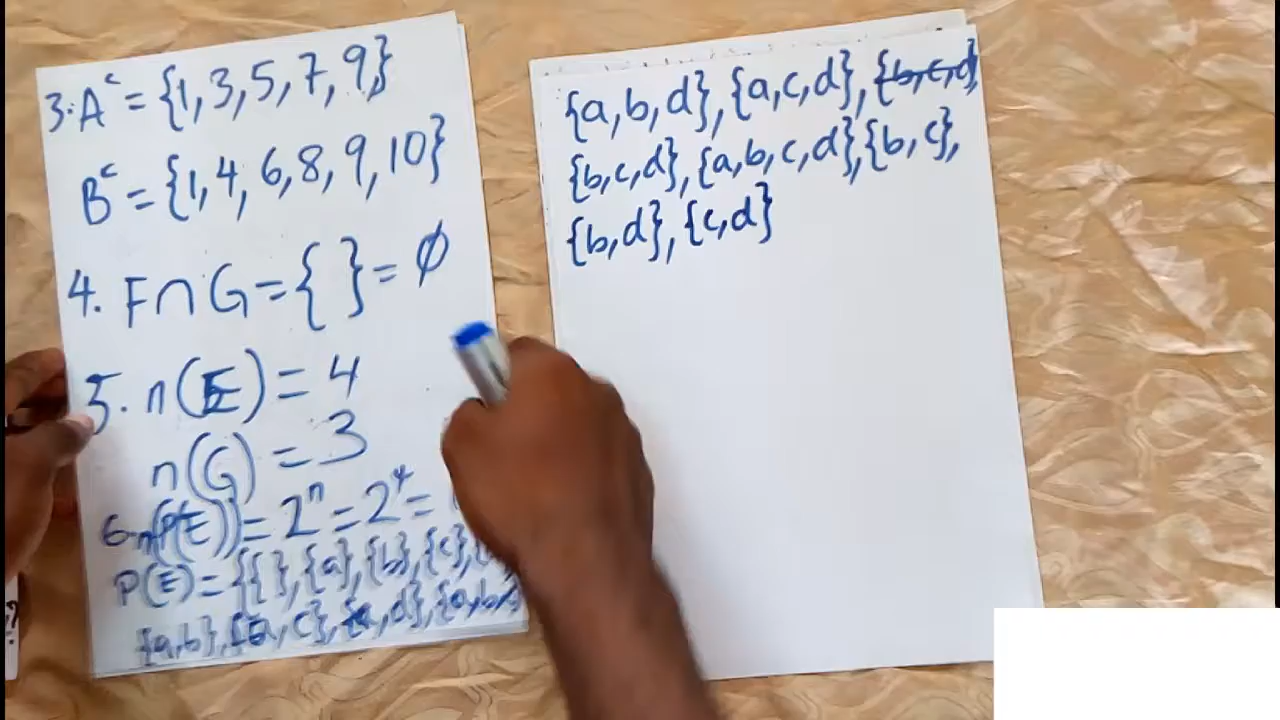 3. Aᶜ = {1, 3, 5, 7, 9,}
Bᶜ = {1, 4, 6, 8, 9, 10}
4. F∩G = { } = ∅
5. n(E) = 4
n(G) = 3
6. n(P(E)) = 2ⁿ = 2⁴ =
P(E) = {{ }, {a}, {b}, {c}, {
{a,b}, {a, c}, {a, d}, {a,b,
{a, b, d}, {a, c, d}, {b, c, d},
{b, c, d}, {a, b, c, d}, {b, c},
{b, d}, {c, d}